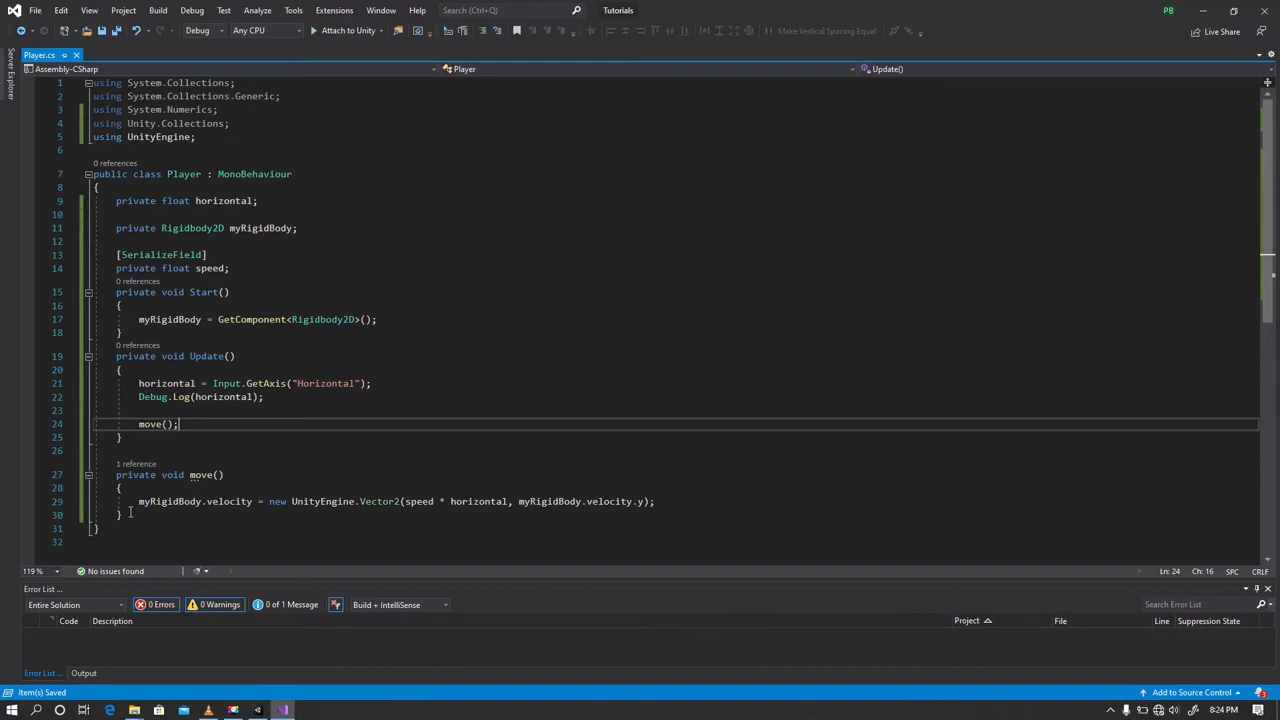 File Edit View Project Build Debug Test Analyze Tools Extensions Window Help Search (Ctrl+Q) Tutorials PB
Debug Any CPU Attach to Unity Make Vertical Spacing Equal Live Share
Server Explorer
Player.cs
Assembly-CSharp Player Update()
1 using System.Collections;
2 using System.Collections.Generic;
3 using System.Numerics;
4 using Unity.Collections;
5 using UnityEngine;
6
0 references
7 public class Player : MonoBehaviour
8 {
9 private float horizontal;
10
11 private Rigidbody2D myRigidBody;
12
13 [SerializeField]
14 private float speed;
0 references
15 private void Start()
16 {
17 myRigidBody = GetComponent<Rigidbody2D>();
18 }
0 references
19 private void Update()
20 {
21 horizontal = Input.GetAxis("Horizontal");
22 Debug.Log(horizontal);
23
24 move();
25 }
26
1 reference
27 private void move()
28 {
29 myRigidBody.velocity = new UnityEngine.Vector2(speed * horizontal, myRigidBody.velocity.y);
30 }
31 }
32
119 % No issues found Ln: 24 Ch: 16 SPC CRLF
Error List ...
Entire Solution 0 Errors 0 Warnings 0 of 1 Message Build + IntelliSense Search Error List
Code Description Project File Line Suppression State
Error List ... Output
Item(s) Saved Add to Source Control 3
8:24 PM